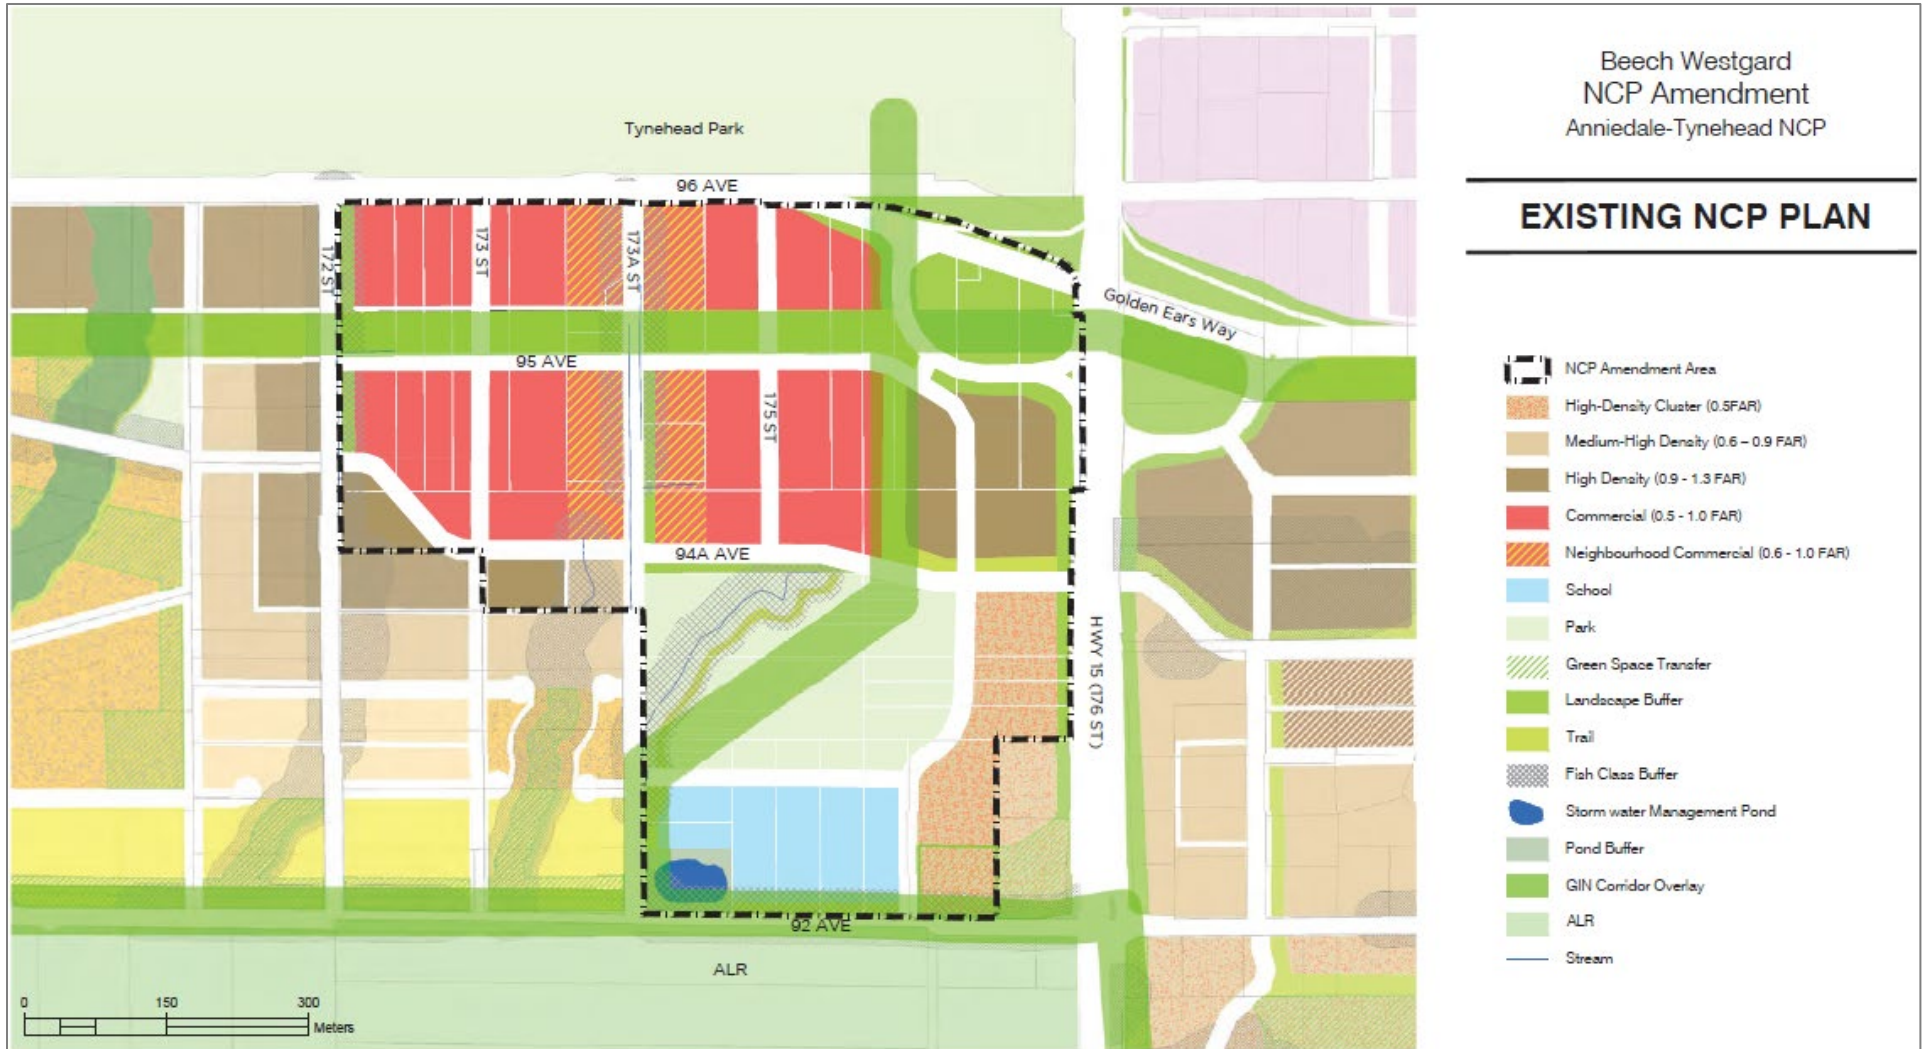 Tynehead Park
96 AVE
172 ST
173 ST
173A ST
Golden Ears Way
95 AVE
175 ST
94A AVE
HWY 15 (176 ST)
92 AVE
ALR
0 150 300
Meters
Beech Westgard
NCP Amendment
Anniedale-Tynehead NCP
EXISTING NCP PLAN
NCP Amendment Area
High-Density Cluster (0.5FAR)
Medium-High Density (0.6 – 0.9 FAR)
High Density (0.9 - 1.3 FAR)
Commercial (0.5 - 1.0 FAR)
Neighbourhood Commercial (0.6 - 1.0 FAR)
School
Park
Green Space Transfer
Landscape Buffer
Trail
Fish Class Buffer
Storm water Management Pond
Pond Buffer
GIN Corridor Overlay
ALR
Stream